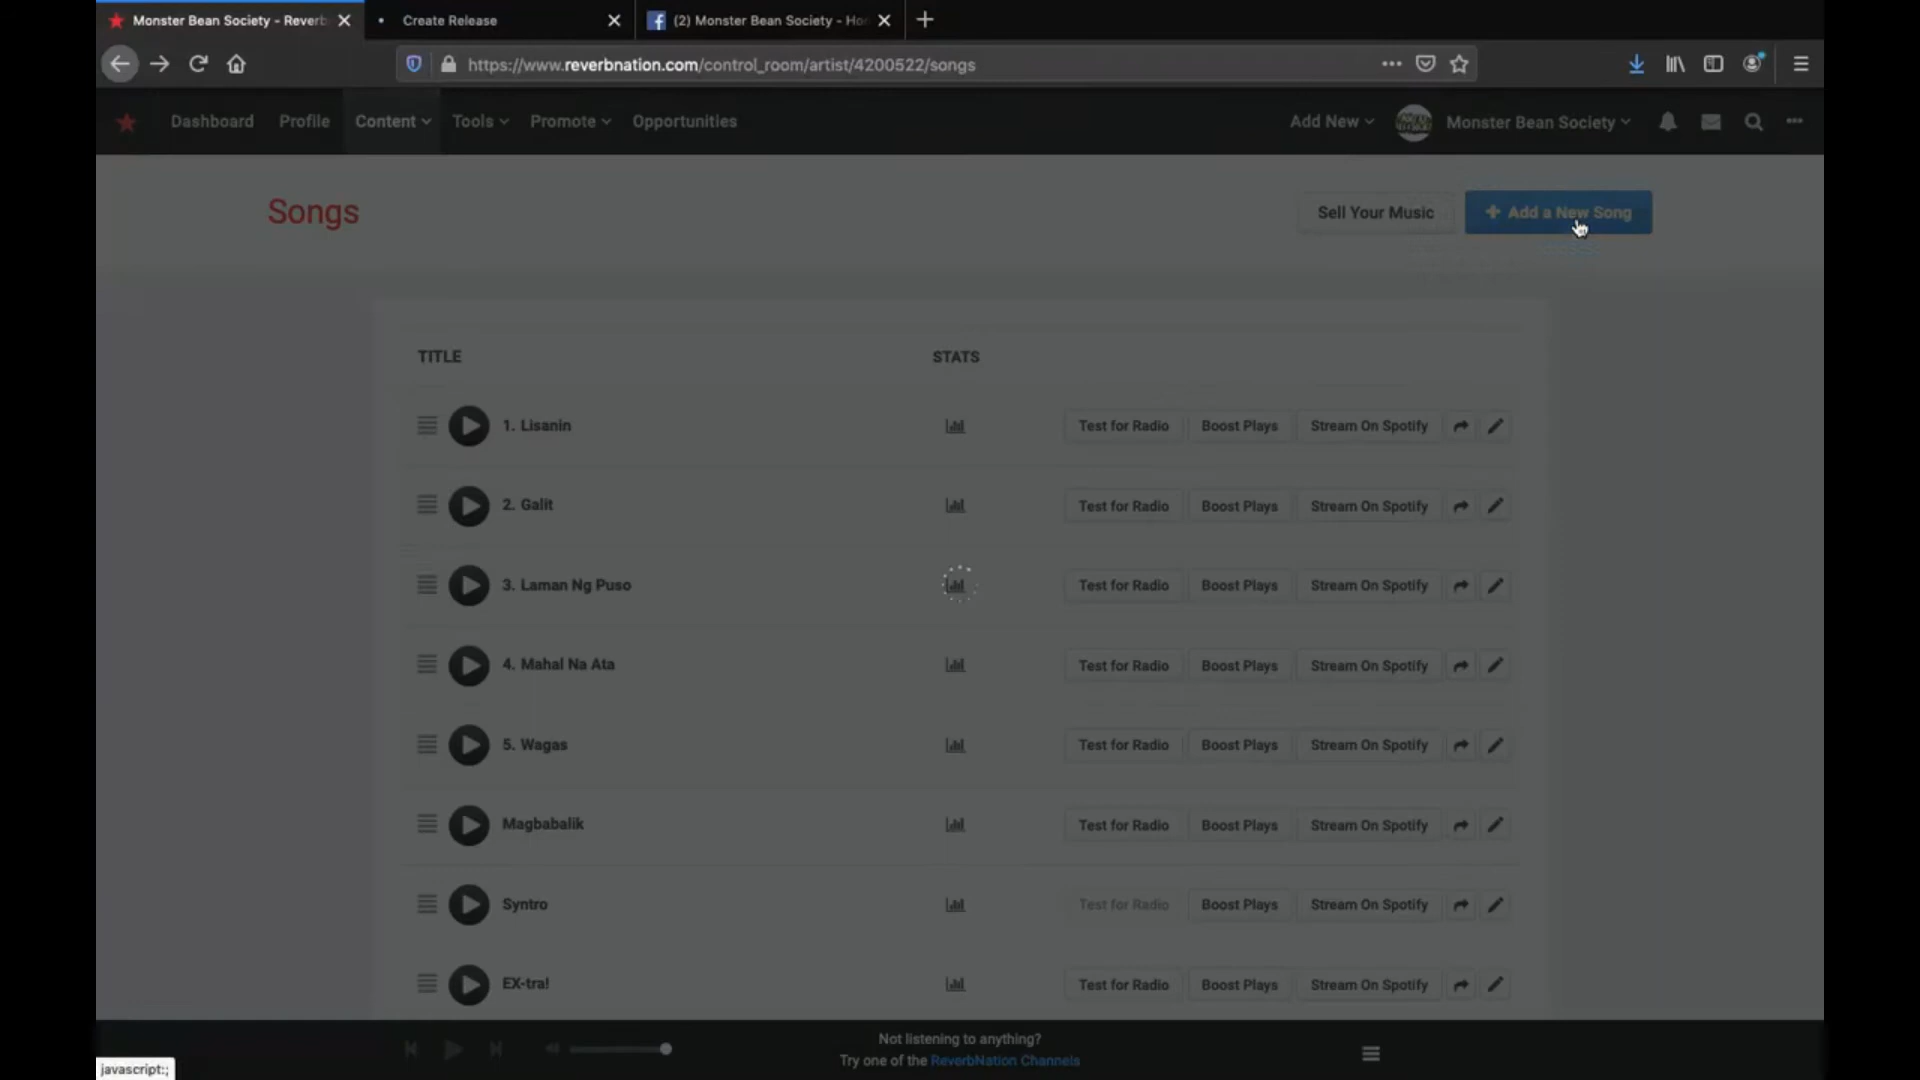 Monster Bean Society - Reverb
Create Release
(2) Monster Bean Society - Ho
https://www.reverbnation.com/control_room/artist/4200522/songs
Dashboard Profile Content Tools Promote Opportunities Add New Monster Bean Society
Songs Sell Your Music + Add a New Song
TITLE STATS
1. Lisanin Test for Radio Boost Plays Stream On Spotify
2. Galit Test for Radio Boost Plays Stream On Spotify
3. Laman Ng Puso Test for Radio Boost Plays Stream On Spotify
4. Mahal Na Ata Test for Radio Boost Plays Stream On Spotify
5. Wagas Test for Radio Boost Plays Stream On Spotify
Magbabalik Test for Radio Boost Plays Stream On Spotify
Syntro Test for Radio Boost Plays Stream On Spotify
EX-tra! Test for Radio Boost Plays Stream On Spotify
Not listening to anything?
Try one of the ReverbNation Channels
javascript:;